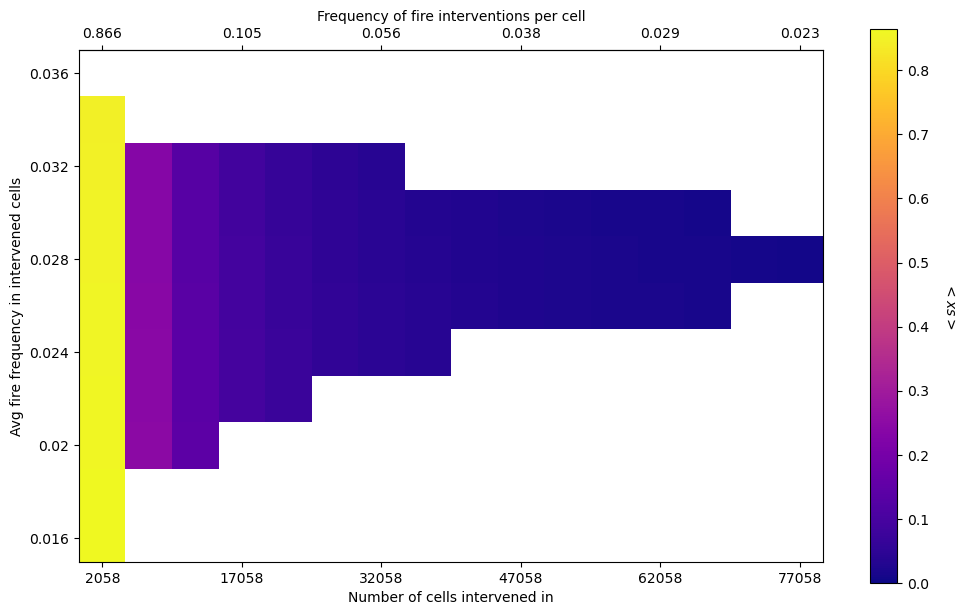 Frequency of fire interventions per cell
0.866 0.105 0.056 0.038 0.029 0.023
Avg fire frequency in intervened cells
0.036
0.032
0.028
0.024
0.02
0.016
2058 17058 32058 47058 62058 77058
Number of cells intervened in
0.8
0.7
0.6
0.5
0.4
0.3
0.2
0.1
0.0
< sx >